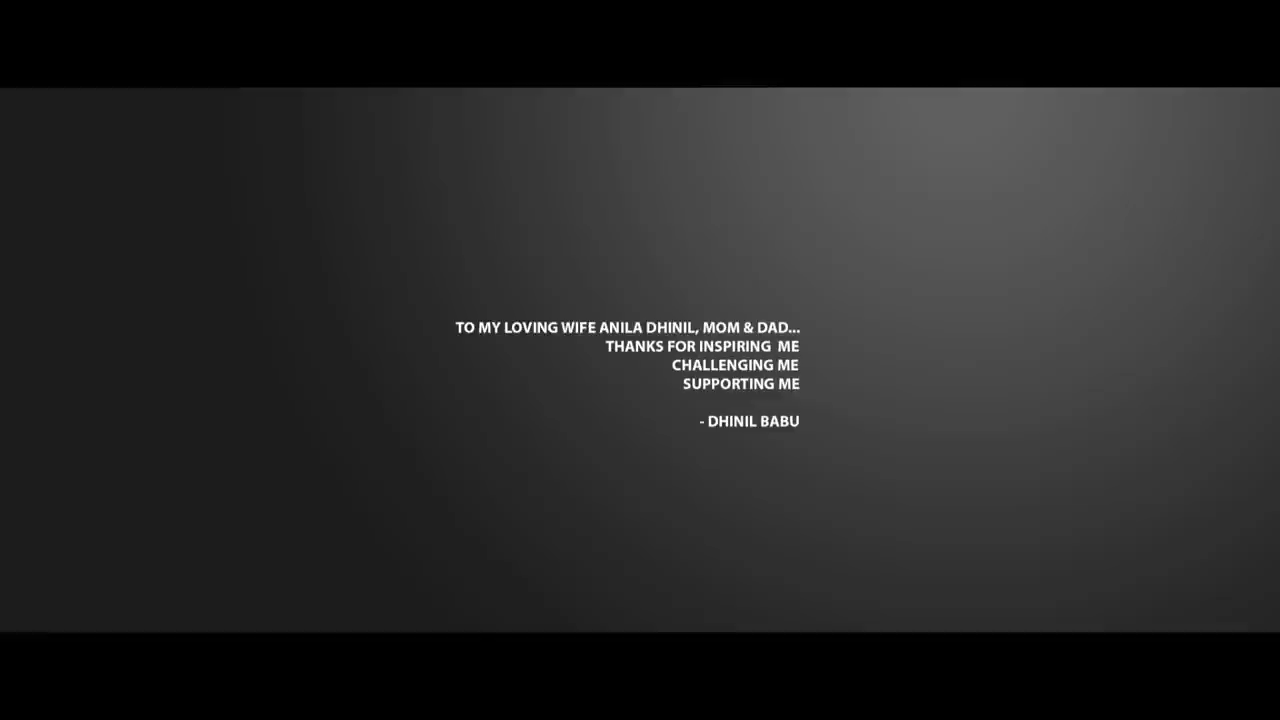 TO MY LOVING WIFE ANILA DHINIL, MOM & DAD...
THANKS FOR INSPIRING  ME
CHALLENGING ME
SUPPORTING ME
- DHINIL BABU